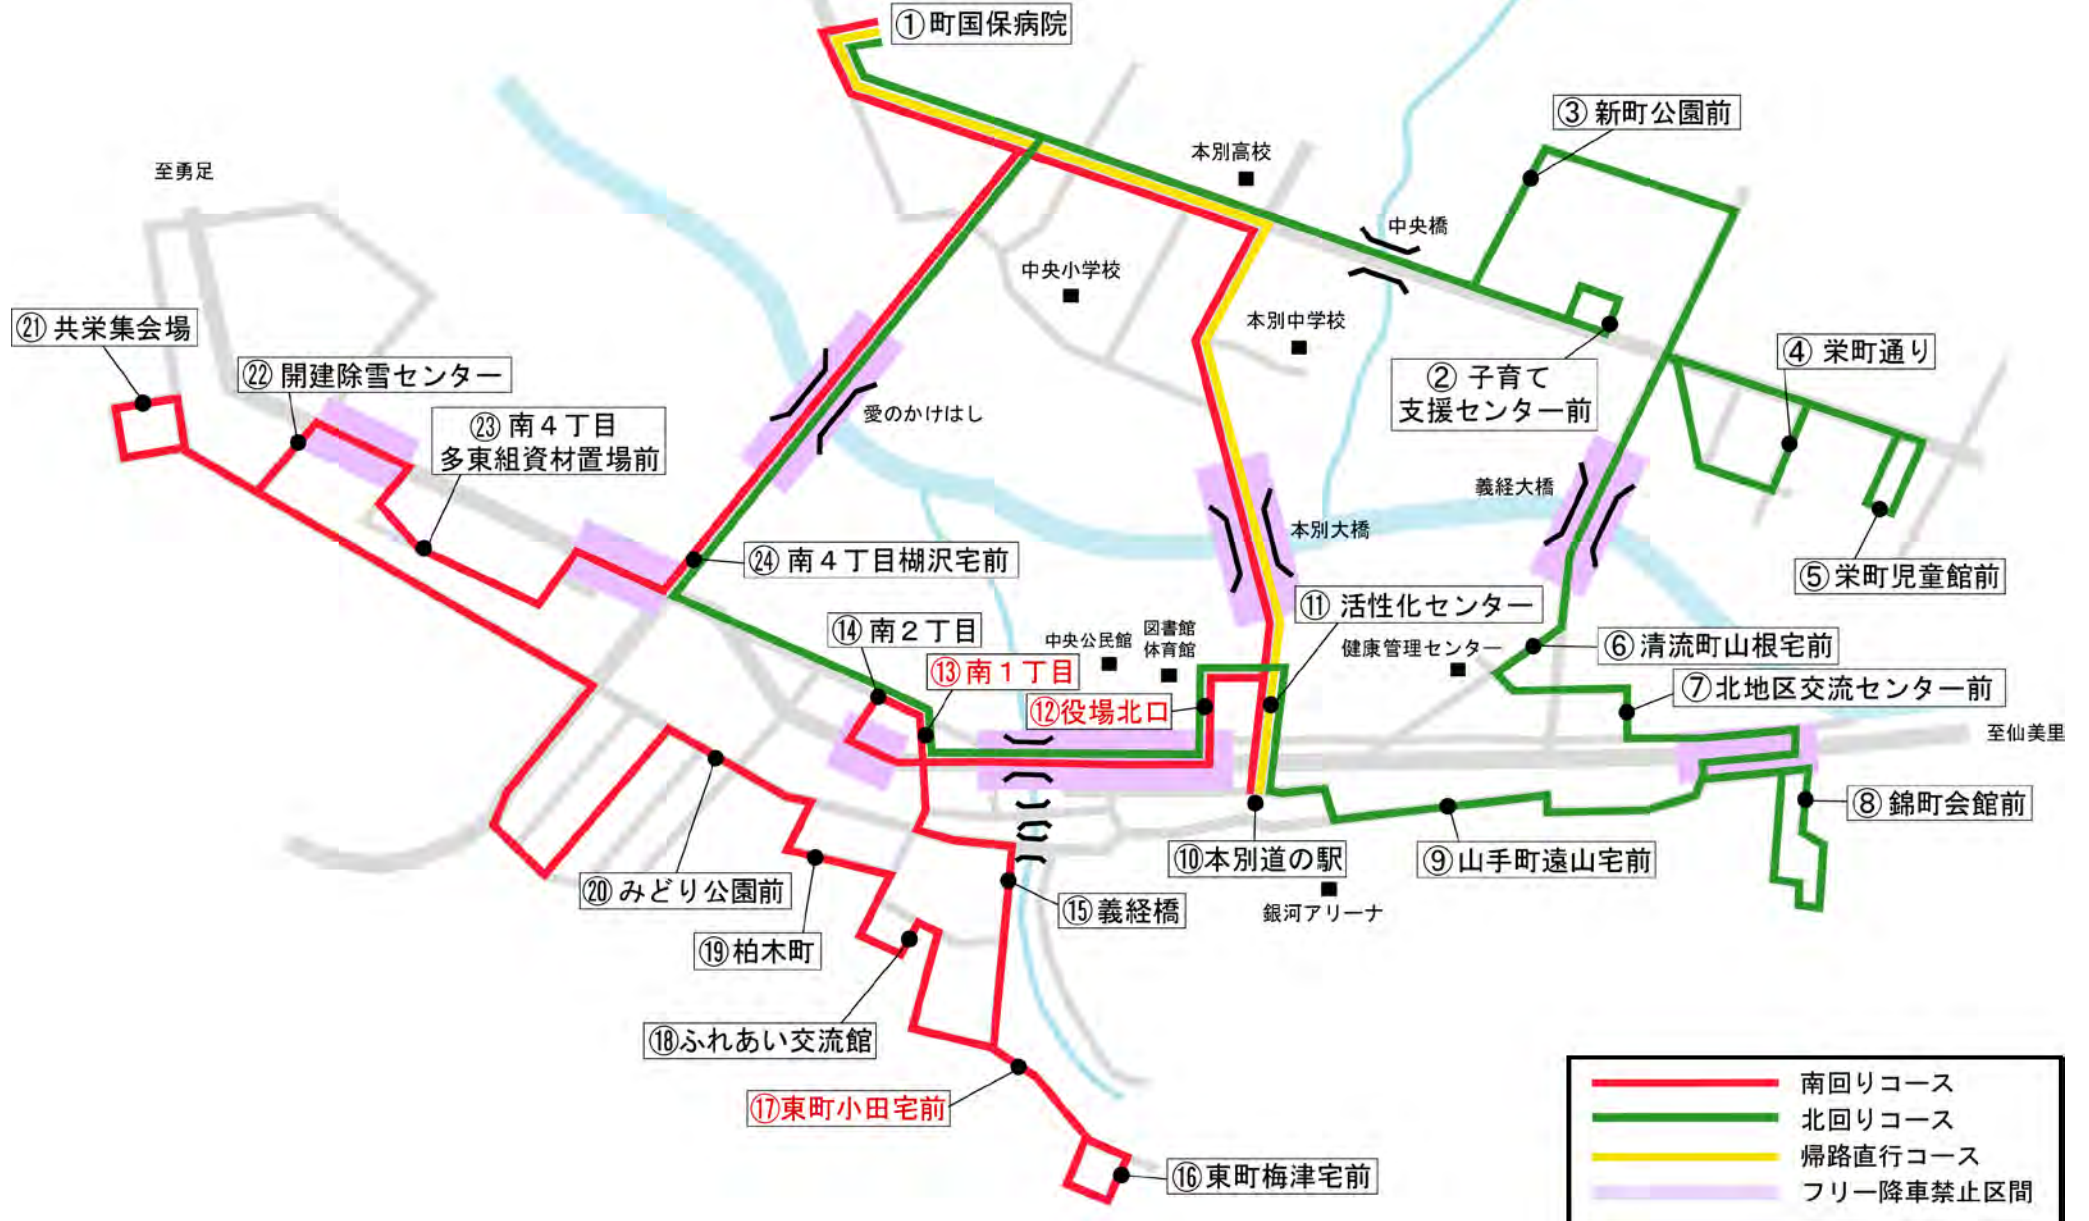 ①町国保病院
③新町公園前
本別高校
至勇足
中央橋
中央小学校
㉑共栄集会場
本別中学校
④栄町通り
㉒開建除雪センター
②子育て
支援センター前
㉓南4丁目
多東組資材置場前
愛のかけはし
義経大橋
本別大橋
㉔南4丁目楜沢宅前
⑤栄町児童館前
⑪活性化センター
⑭南2丁目
中央公民館
図書館
体育館
健康管理センター
⑥清流町山根宅前
⑬南1丁目
⑫役場北口
⑦北地区交流センター前
至仙美里
⑧錦町会館前
⑩本別道の駅
⑨山手町遠山宅前
⑳みどり公園前
⑮義経橋
銀河アリーナ
⑲柏木町
⑱ふれあい交流館
⑰東町小田宅前
⑯東町梅津宅前
南回りコース
北回りコース
帰路直行コース
フリー降車禁止区間